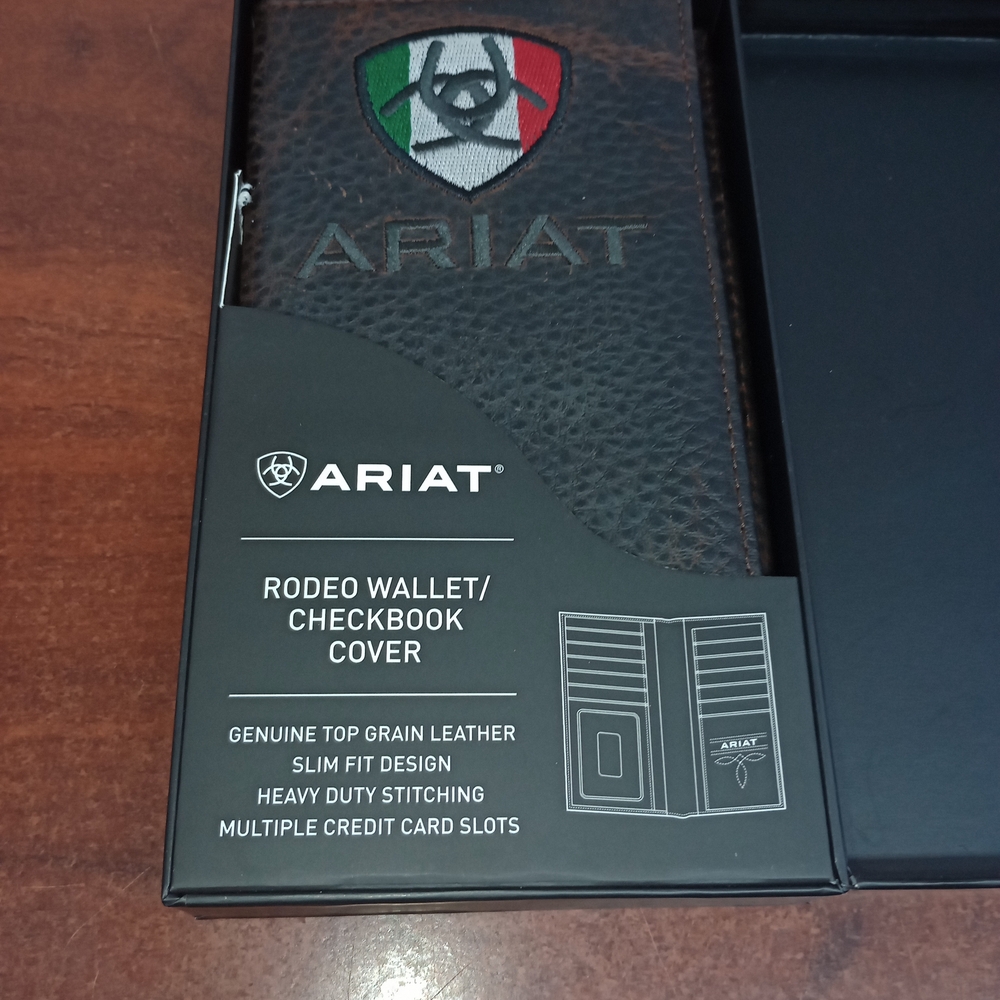 ARIAT
ARIAT®
RODEO WALLET/
CHECKBOOK
COVER
GENUINE TOP GRAIN LEATHER
SLIM FIT DESIGN
HEAVY DUTY STITCHING
MULTIPLE CREDIT CARD SLOTS
ARIAT